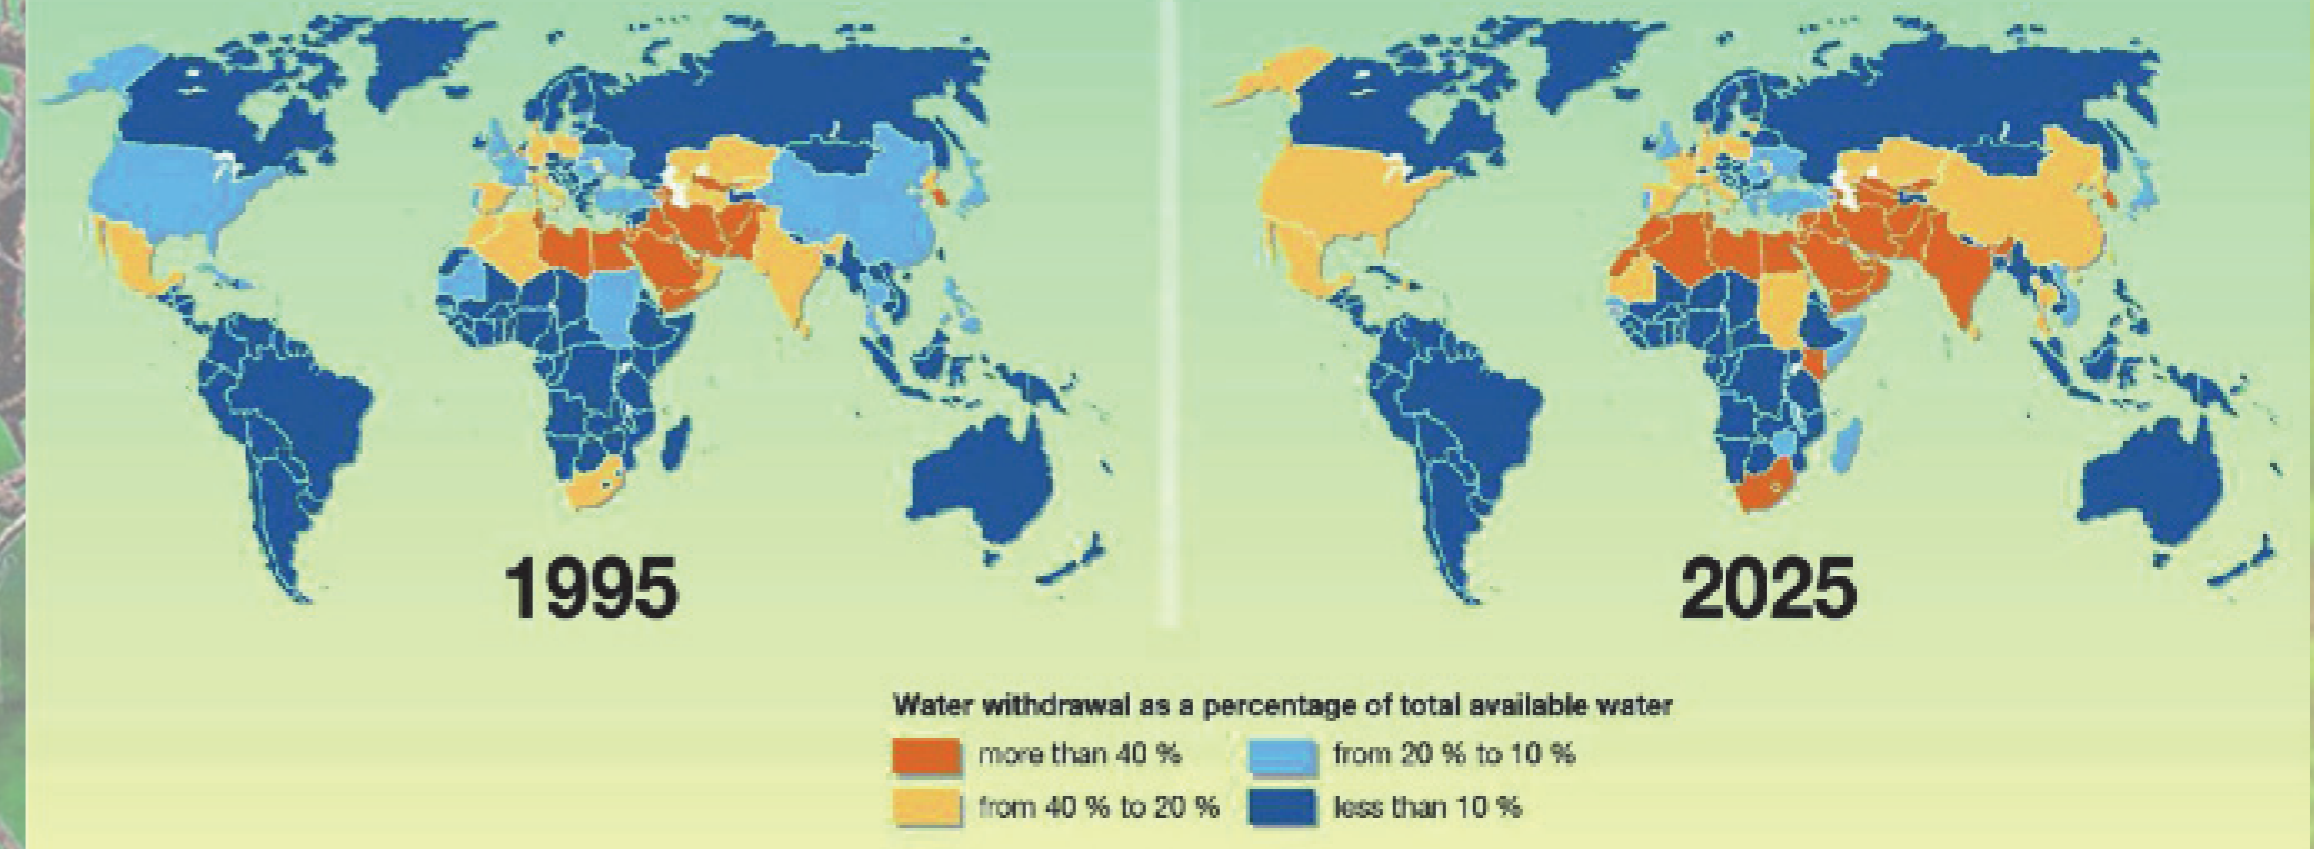 1995
2025
Water withdrawal as a percentage of total available water
more than 40 %
from 20 % to 10 %
from 40 % to 20 %
less than 10 %